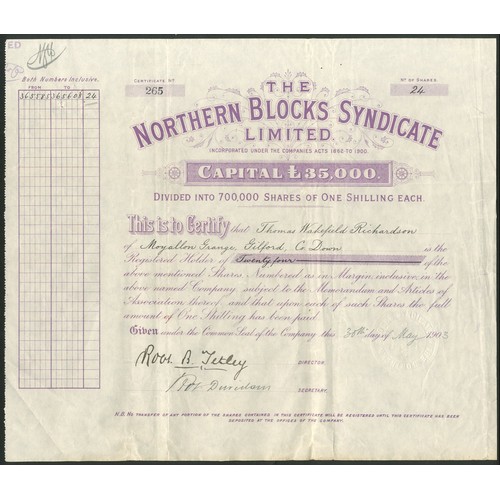 ED
Both Numbers Inclusive.
FROM TO
365785 365608 24
CERTIFICATE No
265
No OF SHARES
24
THE
NORTHERN BLOCKS SYNDICATE
LIMITED.
INCORPORATED UNDER THE COMPANIES ACTS 1862 TO 1900.
CAPITAL £35,000.
DIVIDED INTO 700,000 SHARES OF ONE SHILLING EACH.
This is to Certify that Thomas Wakefield Richardson
of Moyallon Grange, Gilford, Co Down is the
Registered Holder of Twenty four of the
above mentioned Shares Numbered as in Margin inclusive, in the
above named Company, subject to the Memorandum and Articles of
Association thereof, and that upon each of such Shares the full
amount of One Shilling has been paid.
Given under the Common Seal of the Company this 30th day of May 1903
Robt B. Tetley
DIRECTOR
Davidson
SECRETARY.
N.B. No TRANSFER OF ANY PORTION OF THE SHARES CONTAINED IN THIS CERTIFICATE WILL BE REGISTERED UNTIL THIS CERTIFICATE HAS BEEN
DEPOSITED AT THE OFFICES OF THE COMPANY.